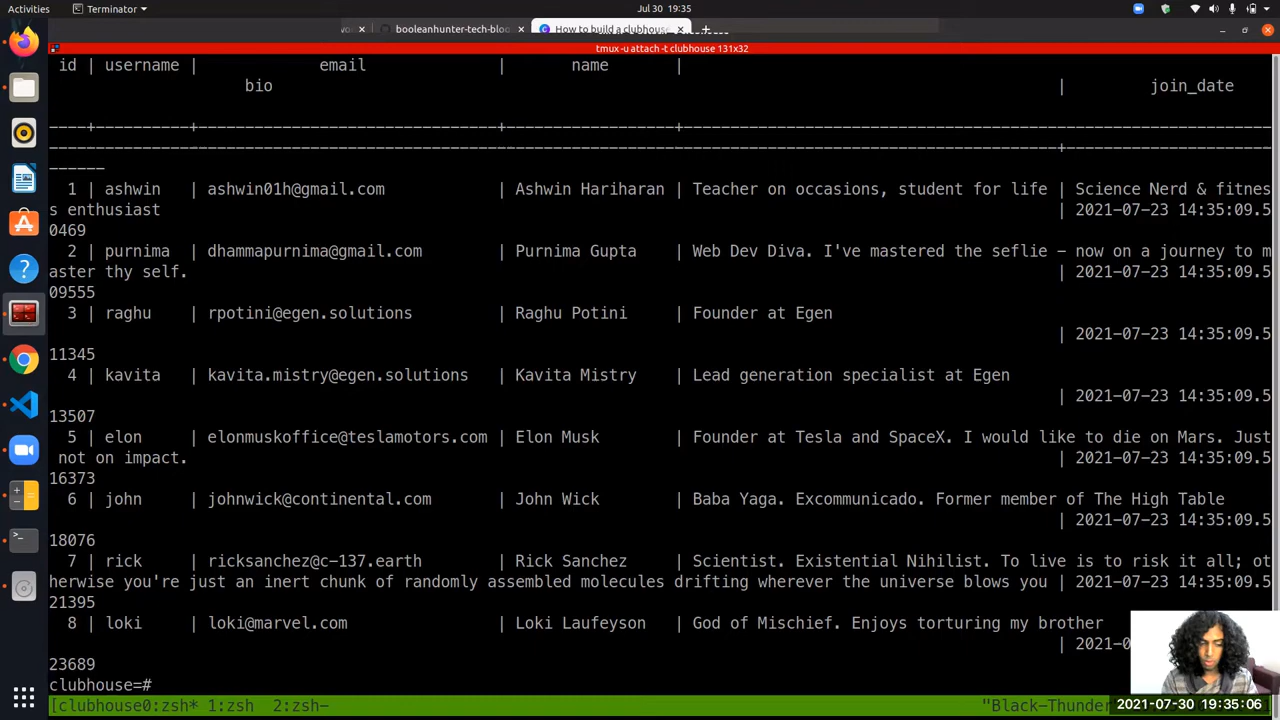 Activities Terminator Jul 30 19:35
booleanhunter-tech-blog How to build a clubhouse
tmux -u attach -t clubhouse 131x32
id | username | email | name |
bio | join_date
----+----------+-----------------------------+----------------+---------------------------------------------------------
-----------------------------------------------------------------------------------------------+--------------------
------
1 | ashwin | ashwin01h@gmail.com | Ashwin Hariharan | Teacher on occasions, student for life | Science Nerd & fitnes
s enthusiast | 2021-07-23 14:35:09.5
0469
2 | purnima | dhammapurnima@gmail.com | Purnima Gupta | Web Dev Diva. I've mastered the seflie – now on a journey to m
aster thy self. | 2021-07-23 14:35:09.5
09555
3 | raghu | rpotini@egen.solutions | Raghu Potini | Founder at Egen
| 2021-07-23 14:35:09.5
11345
4 | kavita | kavita.mistry@egen.solutions | Kavita Mistry | Lead generation specialist at Egen
| 2021-07-23 14:35:09.5
13507
5 | elon | elonmuskoffice@teslamotors.com | Elon Musk | Founder at Tesla and SpaceX. I would like to die on Mars. Just
not on impact. | 2021-07-23 14:35:09.5
16373
6 | john | johnwick@continental.com | John Wick | Baba Yaga. Excommunicado. Former member of The High Table
| 2021-07-23 14:35:09.5
18076
7 | rick | ricksanchez@c-137.earth | Rick Sanchez | Scientist. Existential Nihilist. To live is to risk it all; ot
herwise you're just an inert chunk of randomly assembled molecules drifting wherever the universe blows you | 2021-07-23 14:35:09.5
21395
8 | loki | loki@marvel.com | Loki Laufeyson | God of Mischief. Enjoys torturing my brother
| 2021-0
23689
clubhouse=#
[clubhouse0:zsh* 1:zsh 2:zsh- "Black-Thunder
2021-07-30 19:35:06